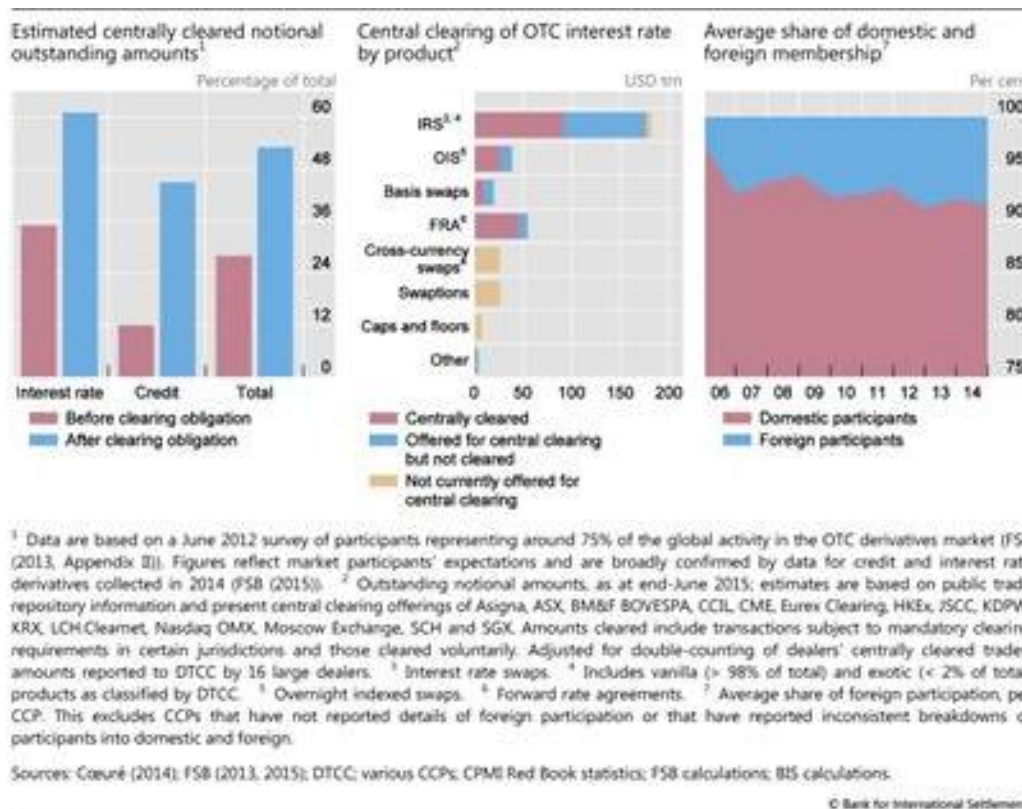 Estimated centrally cleared notional
outstanding amounts1
Percentage of total
60
48
36
24
12
0
Interest rate Credit Total
Before clearing obligation
After clearing obligation
Central clearing of OTC interest rate
by product2
USD trn
IRS3, 4
OIS5
Basis swaps
FRA6
Cross-currency
swaps
Swaptions
Caps and floors
Other
0 50 100 150 200
Centrally cleared
Offered for central clearing
but not cleared
Not currently offered for
central clearing
Average share of domestic and
foreign membership7
Per cen
100
95
90
85
80
75
06 07 08 09 10 11 12 13 14
Domestic participants
Foreign participants
1 Data are based on a June 2012 survey of participants representing around 75% of the global activity in the OTC derivatives market (FS
(2013, Appendix II)). Figures reflect market participants' expectations and are broadly confirmed by data for credit and interest rat
derivatives collected in 2014 (FSB (2015)). 2 Outstanding notional amounts, as at end-June 2015; estimates are based on public trad
repository information and present central clearing offerings of Asigna, ASX, BM&F BOVESPA, CCIL, CME, Eurex Clearing, HKEx, JSCC, KDPW
KRX, LCH.Clearnet, Nasdaq OMX, Moscow Exchange, SCH and SGX. Amounts cleared include transactions subject to mandatory clearin
requirements in certain jurisdictions and those cleared voluntarily. Adjusted for double-counting of dealers' centrally cleared trade
amounts reported to DTCC by 16 large dealers. 3 Interest rate swaps. 4 Includes vanilla (> 98% of total) and exotic (< 2% of tota
products as classified by DTCC. 5 Overnight indexed swaps. 6 Forward rate agreements. 7 Average share of foreign participation, pe
CCP. This excludes CCPs that have not reported details of foreign participation or that have reported inconsistent breakdowns o
participants into domestic and foreign.
Sources: Cœuré (2014); FSB (2013, 2015); DTCC; various CCPs; CPMI Red Book statistics; FSB calculations; BIS calculations.
© Bank for International Settlemen